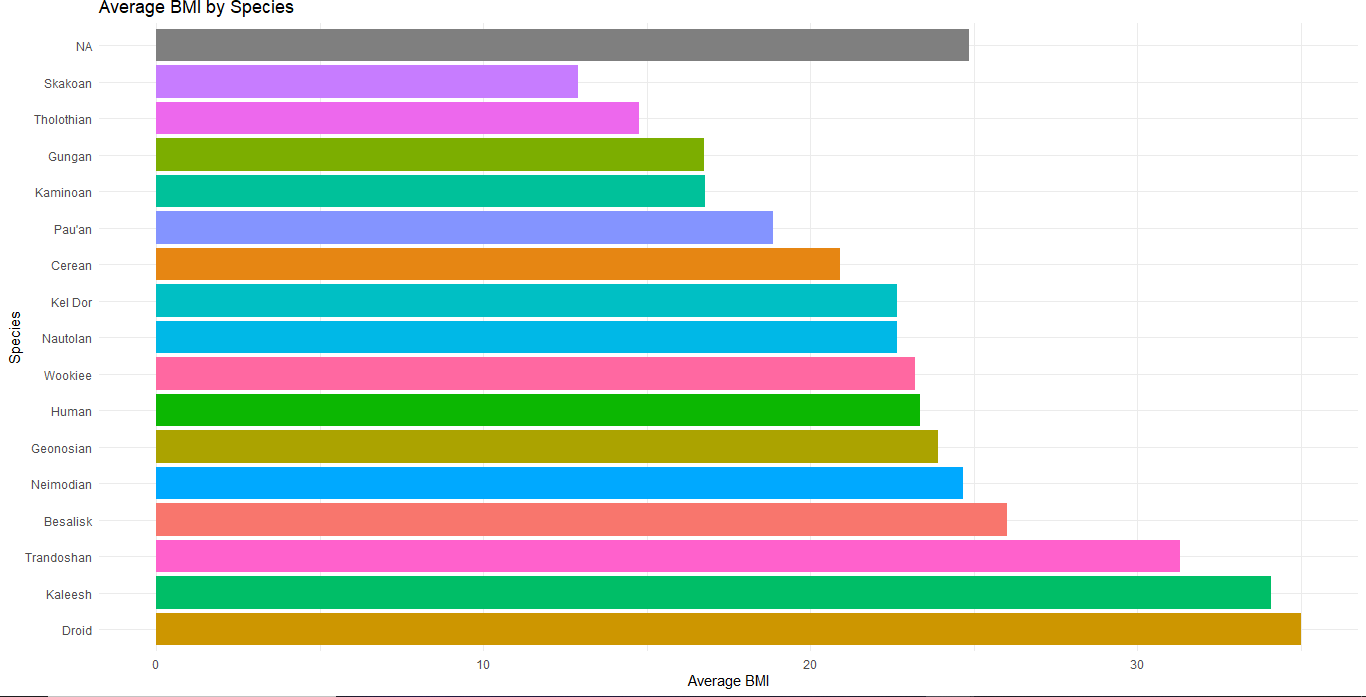 Average BMI by Species
Species
NA
Skakoan
Tholothian
Gungan
Kaminoan
Pau'an
Cerean
Kel Dor
Nautolan
Wookiee
Human
Geonosian
Neimodian
Besalisk
Trandoshan
Kaleesh
Droid
0 10 20 30
Average BMI